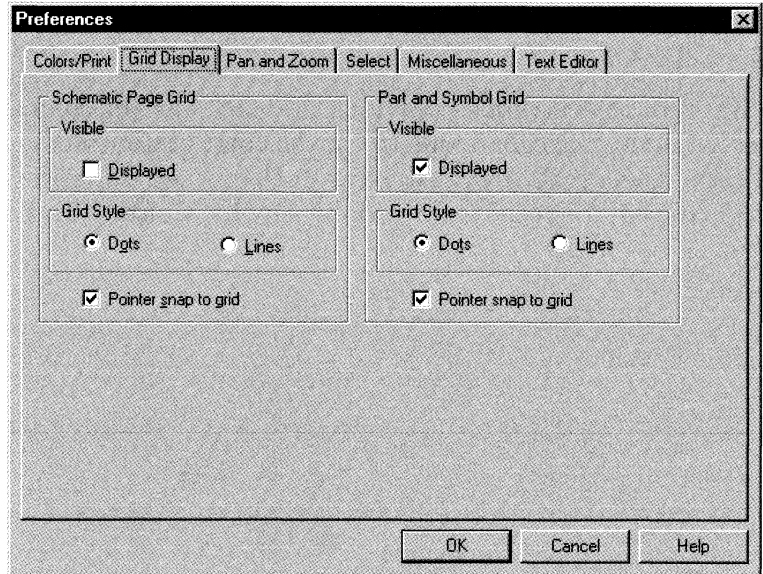 Preferences
Colors/Print Grid Display Pan and Zoom Select Miscellaneous Text Editor
Schematic Page Grid
Visible
Displayed
Grid Style
Dots Lines
Pointer snap to grid
Part and Symbol Grid
Visible
Displayed
Grid Style
Dots Lines
Pointer snap to grid
OK Cancel Help